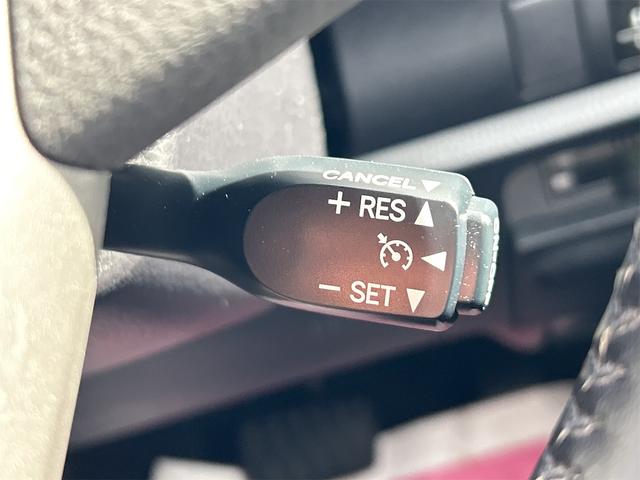 CANCEL ▼
+ RES ▲
◀
− SET ▼